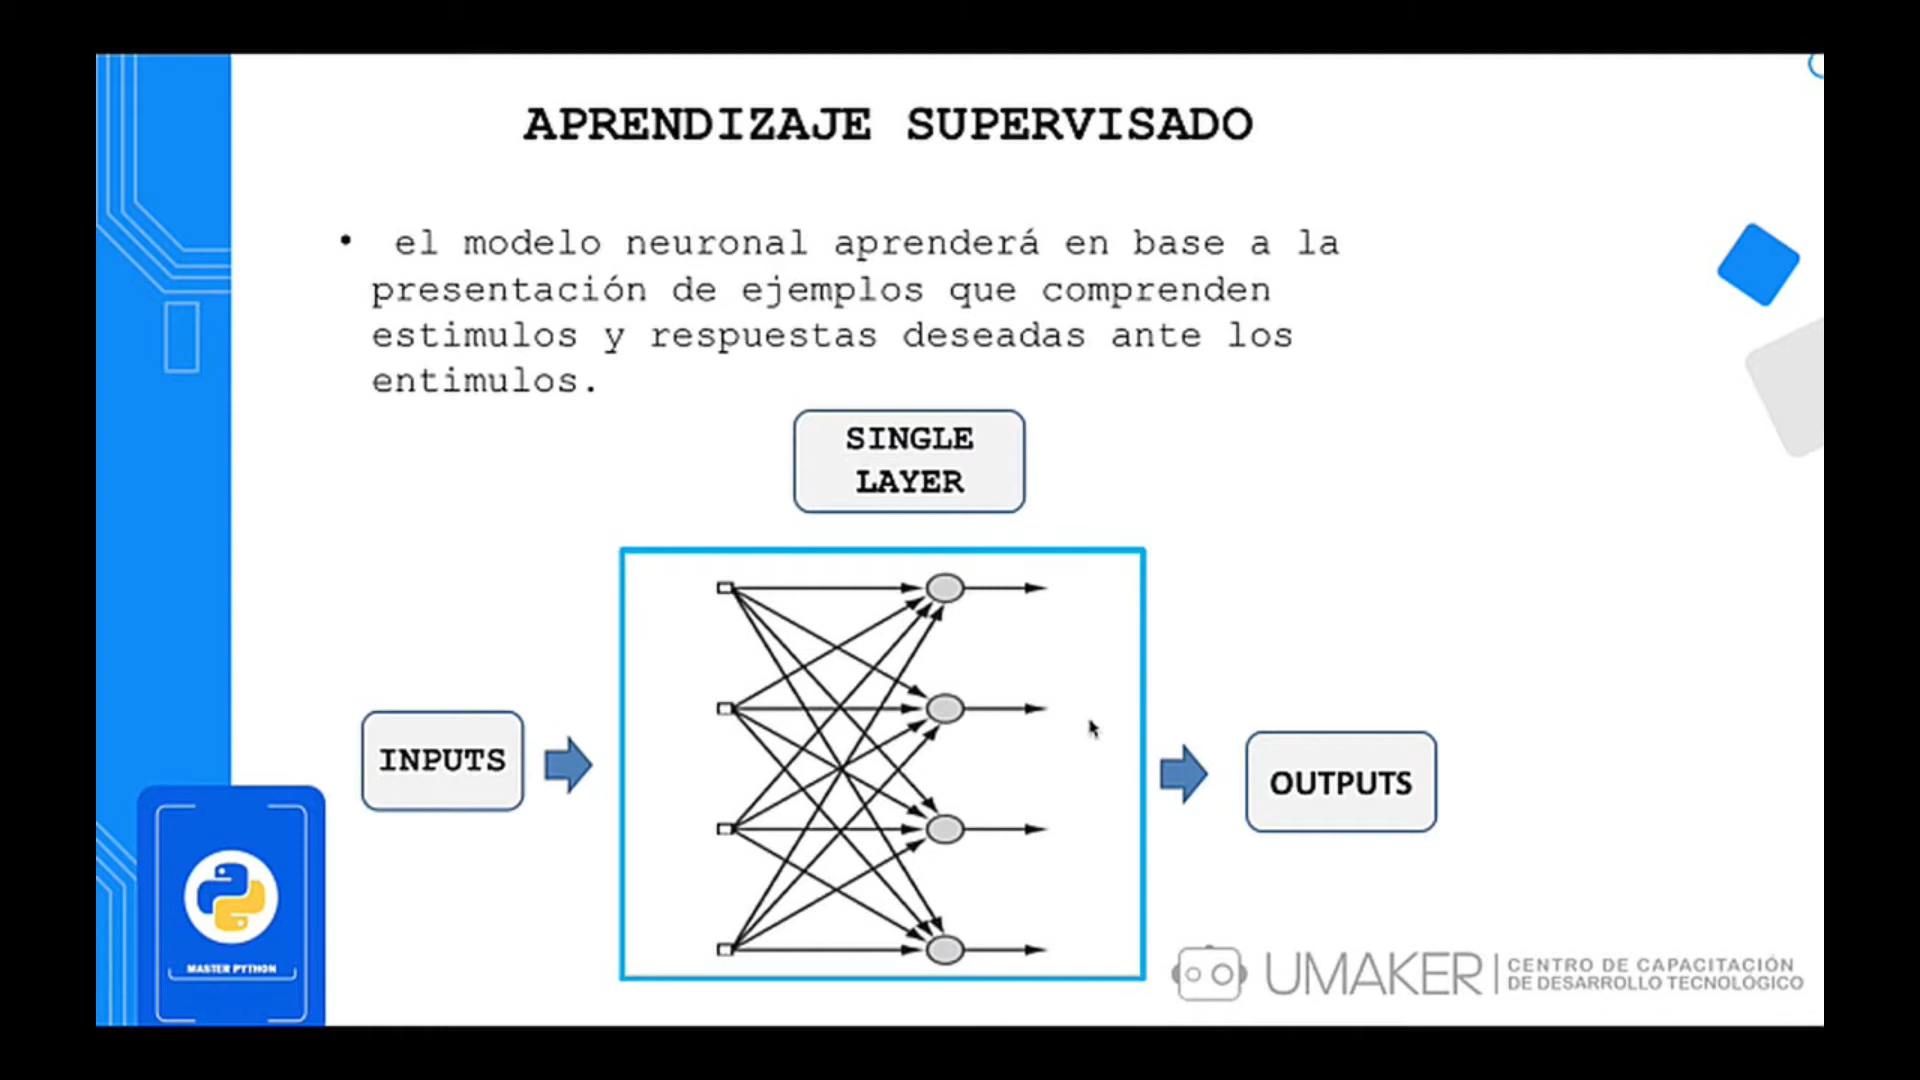 APRENDIZAJE SUPERVISADO
• el modelo neuronal aprenderá en base a la
presentación de ejemplos que comprenden
estimulos y respuestas deseadas ante los
entimulos.
SINGLE
LAYER
INPUTS
OUTPUTS
MASTER PYTHON
UMAKER
CENTRO DE CAPACITACIÓN
DE DESARROLLO TECNOLÓGICO